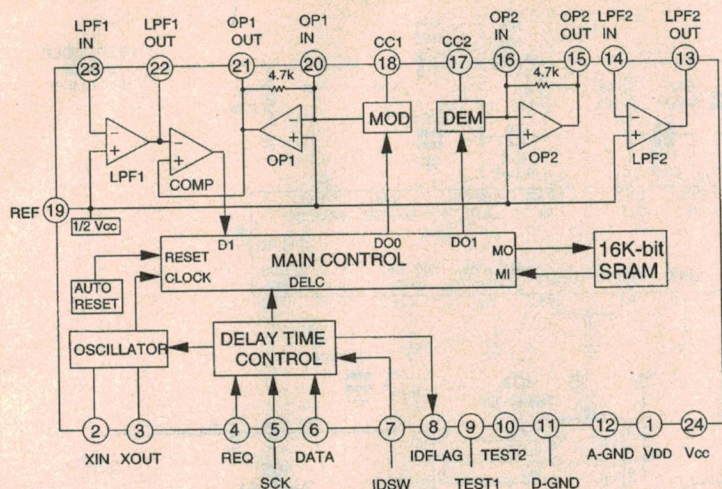 LPF1 IN
LPF1 OUT
OP1 OUT
OP1 IN
CC1
CC2
OP2 IN
OP2 OUT
LPF2 IN
LPF2 OUT
23
22
21
20
18
17
16
15
14
13
4.7k
4.7k
MOD
DEM
LPF1
COMP
OP1
OP2
LPF2
REF
19
1/2 Vcc
D1
DO0
DO1
MO
MI
RESET
CLOCK
MAIN CONTROL
DELC
16K-bit
SRAM
AUTO
RESET
OSCILLATOR
DELAY TIME
CONTROL
2
3
4
5
6
7
8
9
10
11
12
1
24
XIN
XOUT
REQ
SCK
DATA
IDSW
IDFLAG
TEST1
TEST2
D-GND
A-GND
VDD
Vcc